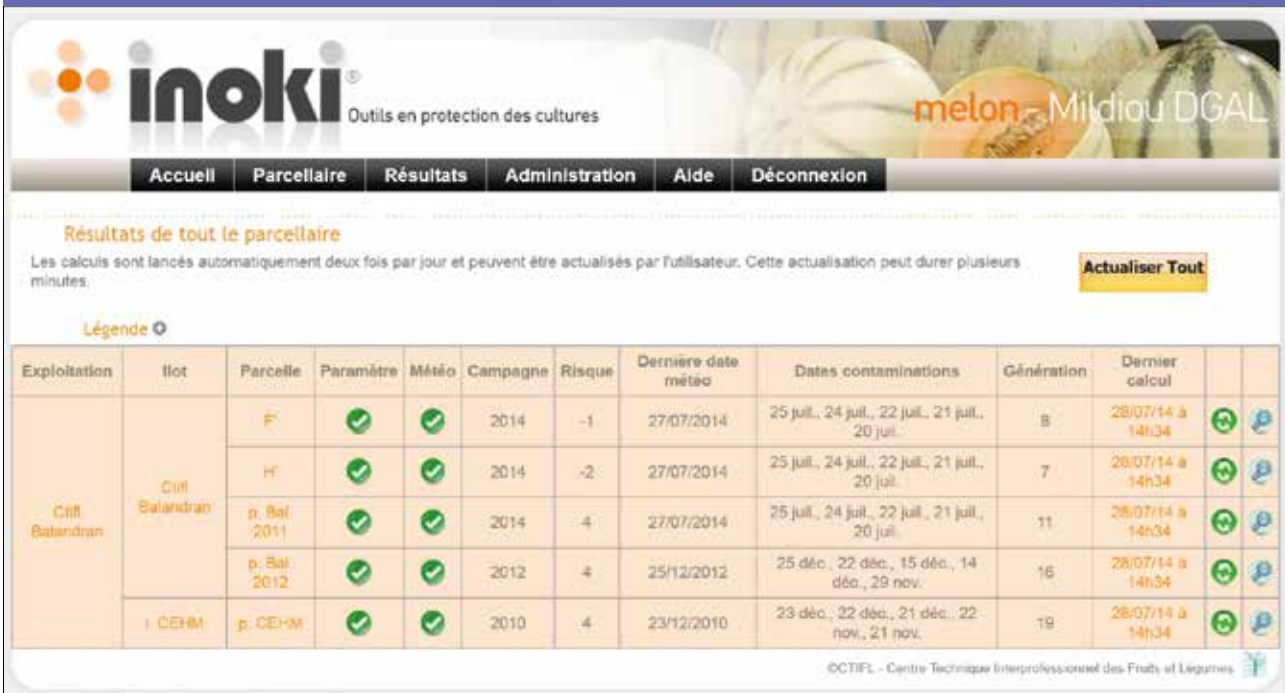 inoki®
Outils en protection des cultures
melon - Mildiou DGAL
Accueil Parcellaire Résultats Administration Aide Déconnexion
Résultats de tout le parcellaire
Les calculs sont lancés automatiquement deux fois par jour et peuvent être actualisés par l'utilisateur. Cette actualisation peut durer plusieurs
minutes.
Actualiser Tout
Légende
Exploitation Ilot Parcelle Paramètre Météo Campagne Risque Dernière date météo Dates contaminations Génération Dernier calcul
Ctifl Balandran
Ctifl Balandran
F' 2014 -1 27/07/2014 25 juil., 24 juil., 22 juil., 21 juil., 20 juil. 8 28/07/14 à 14h34
H' 2014 -2 27/07/2014 25 juil., 24 juil., 22 juil., 21 juil., 20 juil. 7 28/07/14 à 14h34
p. Bal. 2011 2014 4 27/07/2014 25 juil., 24 juil., 22 juil., 21 juil., 20 juil. 11 28/07/14 à 14h34
p. Bal. 2012 2012 4 25/12/2012 25 déc., 22 déc., 15 déc., 14 déc., 29 nov. 16 28/07/14 à 14h34
i. CEHM p. CEHM 2010 4 23/12/2010 23 déc., 22 déc., 21 déc., 22 nov., 21 nov. 19 28/07/14 à 14h34
©CTIFL - Centre Technique Interprofessionnel des Fruits et Légumes